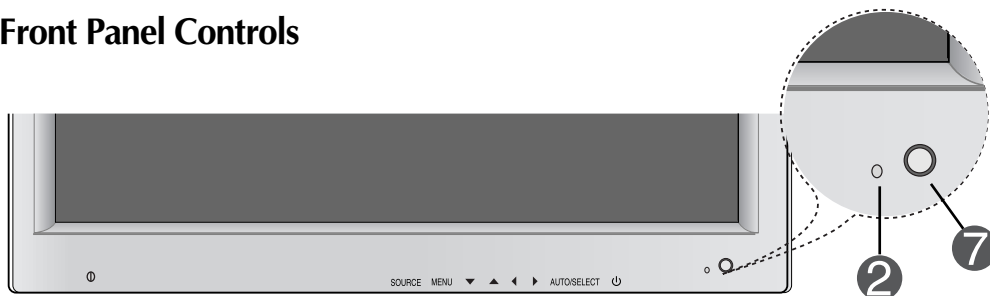 Front Panel Controls
SOURCE MENU ▼ ▲ ◀ ▶ AUTO/SELECT ⏻
2
7